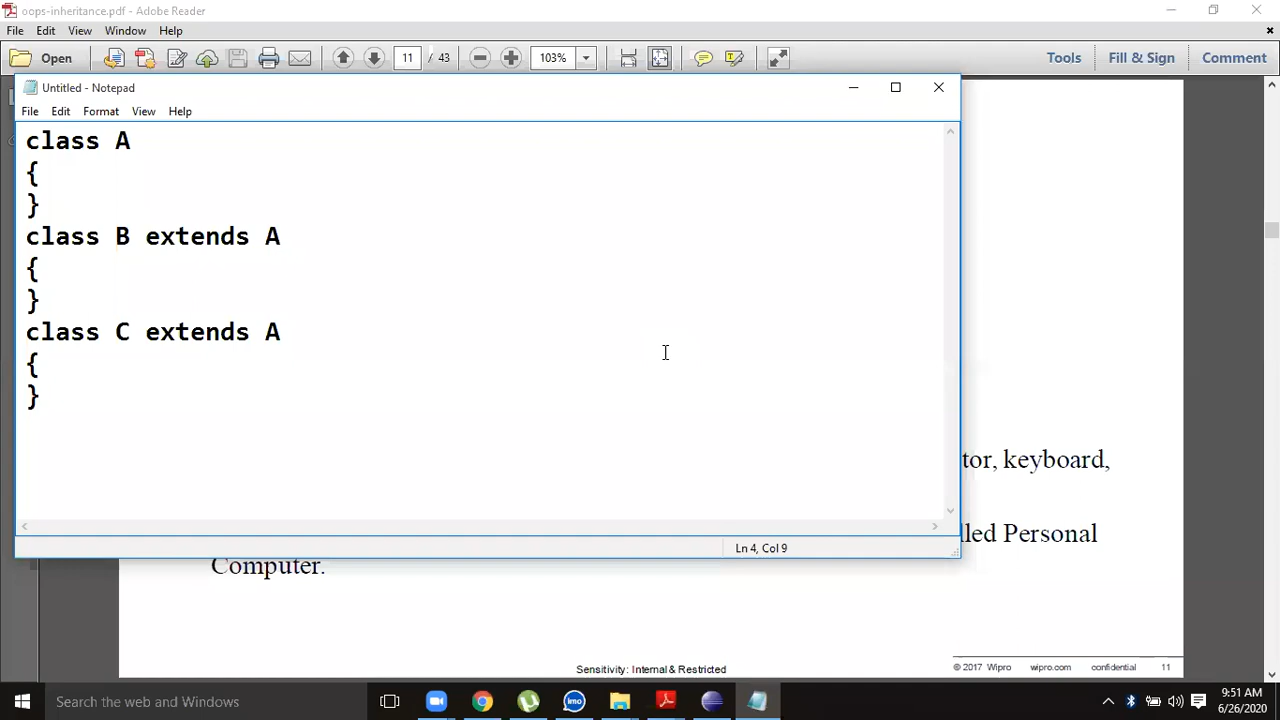 oops-inheritance.pdf - Adobe Reader
File Edit View Window Help
Open 11 / 43 103% Tools Fill & Sign Comment
Untitled - Notepad
File Edit Format View Help
class A
{
}
class B extends A
{
}
class C extends A
{
}
tor, keyboard,
lled Personal
Computer.
Ln 4, Col 9
Sensitivity: Internal & Restricted
© 2017 Wipro wipro.com confidential 11
Search the web and Windows
imo
9:51 AM
6/26/2020